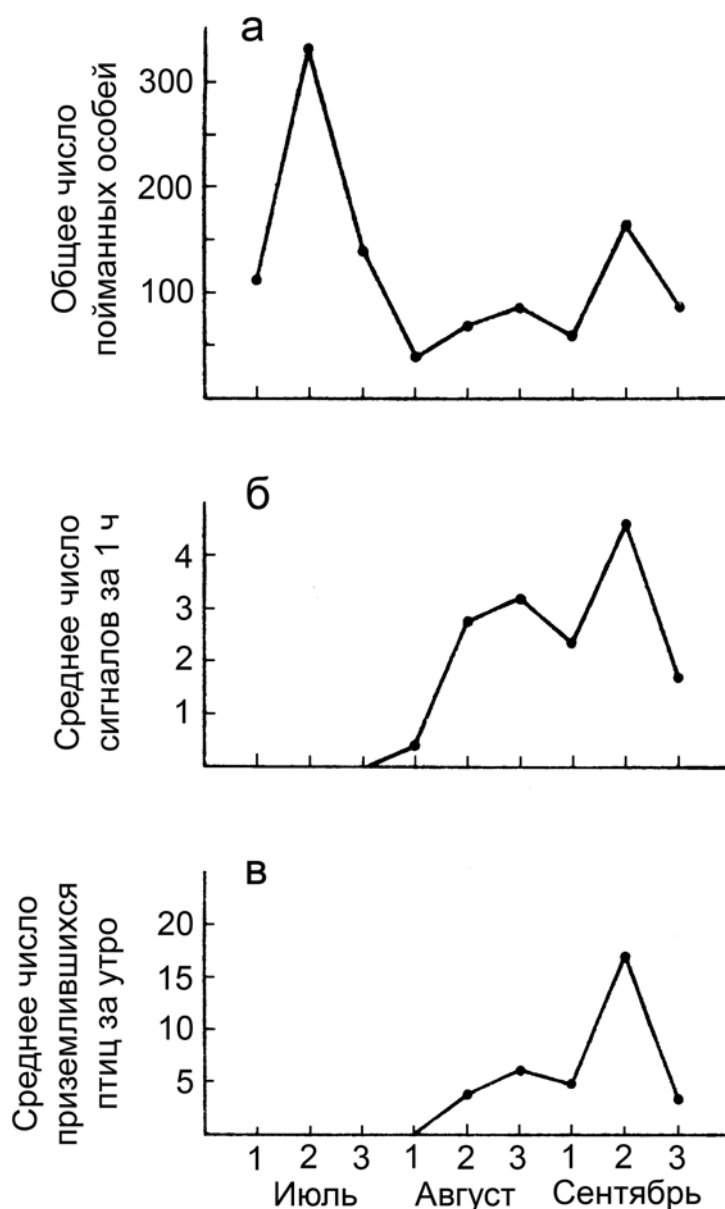 а
Общее число
пойманных особей
300
200
100
б
Среднее число
сигналов за 1 ч
4
3
2
1
в
Среднее число
приземлившихся
птиц за утро
20
15
10
5
1 2 3 1 2 3 1 2 3
Июль Август Сентябрь